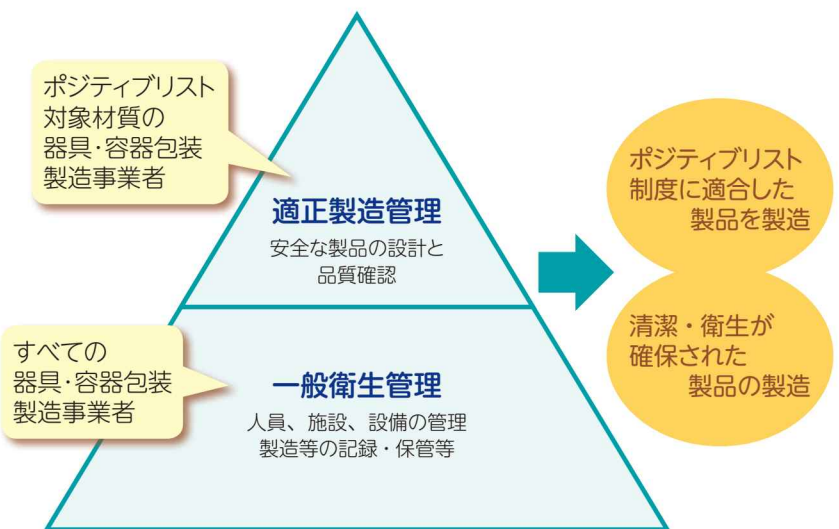 ポジティブリスト
対象材質の
器具・容器包装
製造事業者
適正製造管理
安全な製品の設計と
品質確認
すべての
器具・容器包装
製造事業者
一般衛生管理
人員、施設、設備の管理
製造等の記録・保管等
ポジティブリスト
制度に適合した
製品を製造
清潔・衛生が
確保された
製品の製造